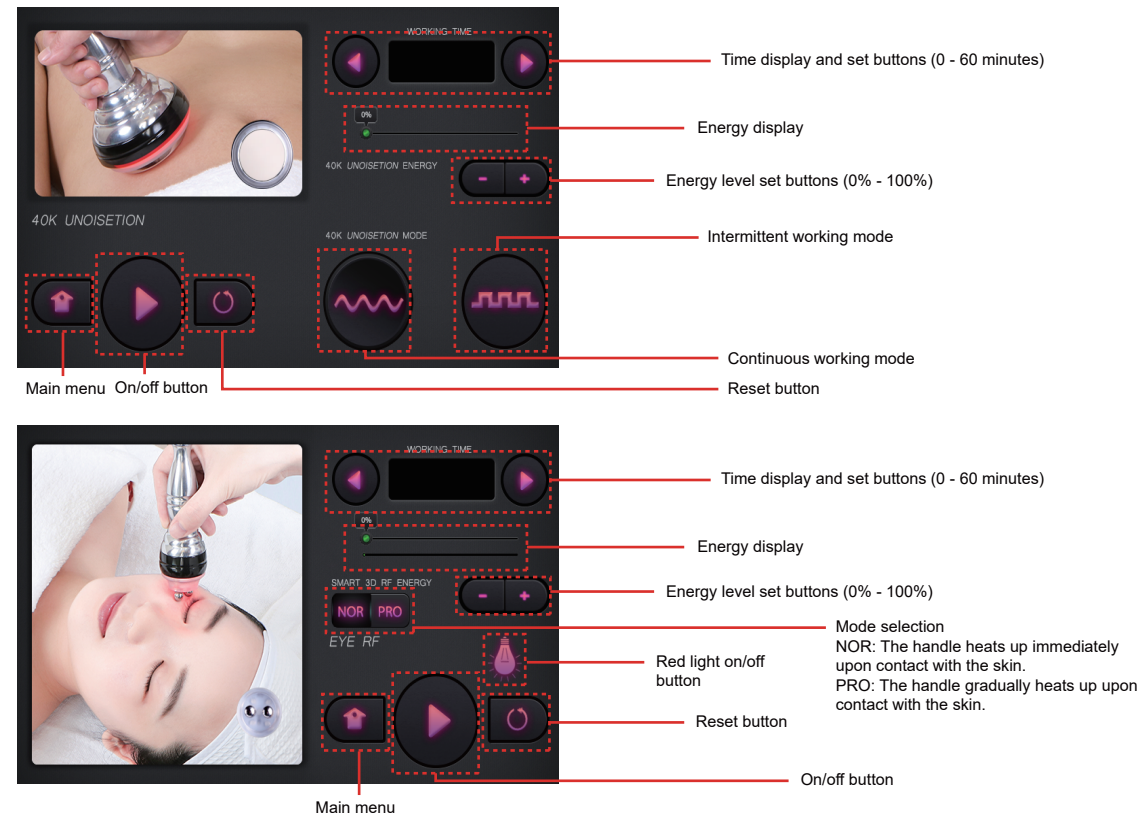 WORKING TIME
Time display and set buttons (0 - 60 minutes)
0%
Energy display
40K UNOISETION ENERGY
- +
Energy level set buttons (0% - 100%)
40K UNOISETION
40K UNOISETION MODE
Intermittent working mode
Continuous working mode
Main menu On/off button
Reset button
WORKING TIME
Time display and set buttons (0 - 60 minutes)
0%
Energy display
SMART 3D RF ENERGY
- +
Energy level set buttons (0% - 100%)
NOR PRO
Mode selection
NOR: The handle heats up immediately
upon contact with the skin.
PRO: The handle gradually heats up upon
contact with the skin.
EYE RF
Red light on/off
button
Reset button
On/off button
Main menu